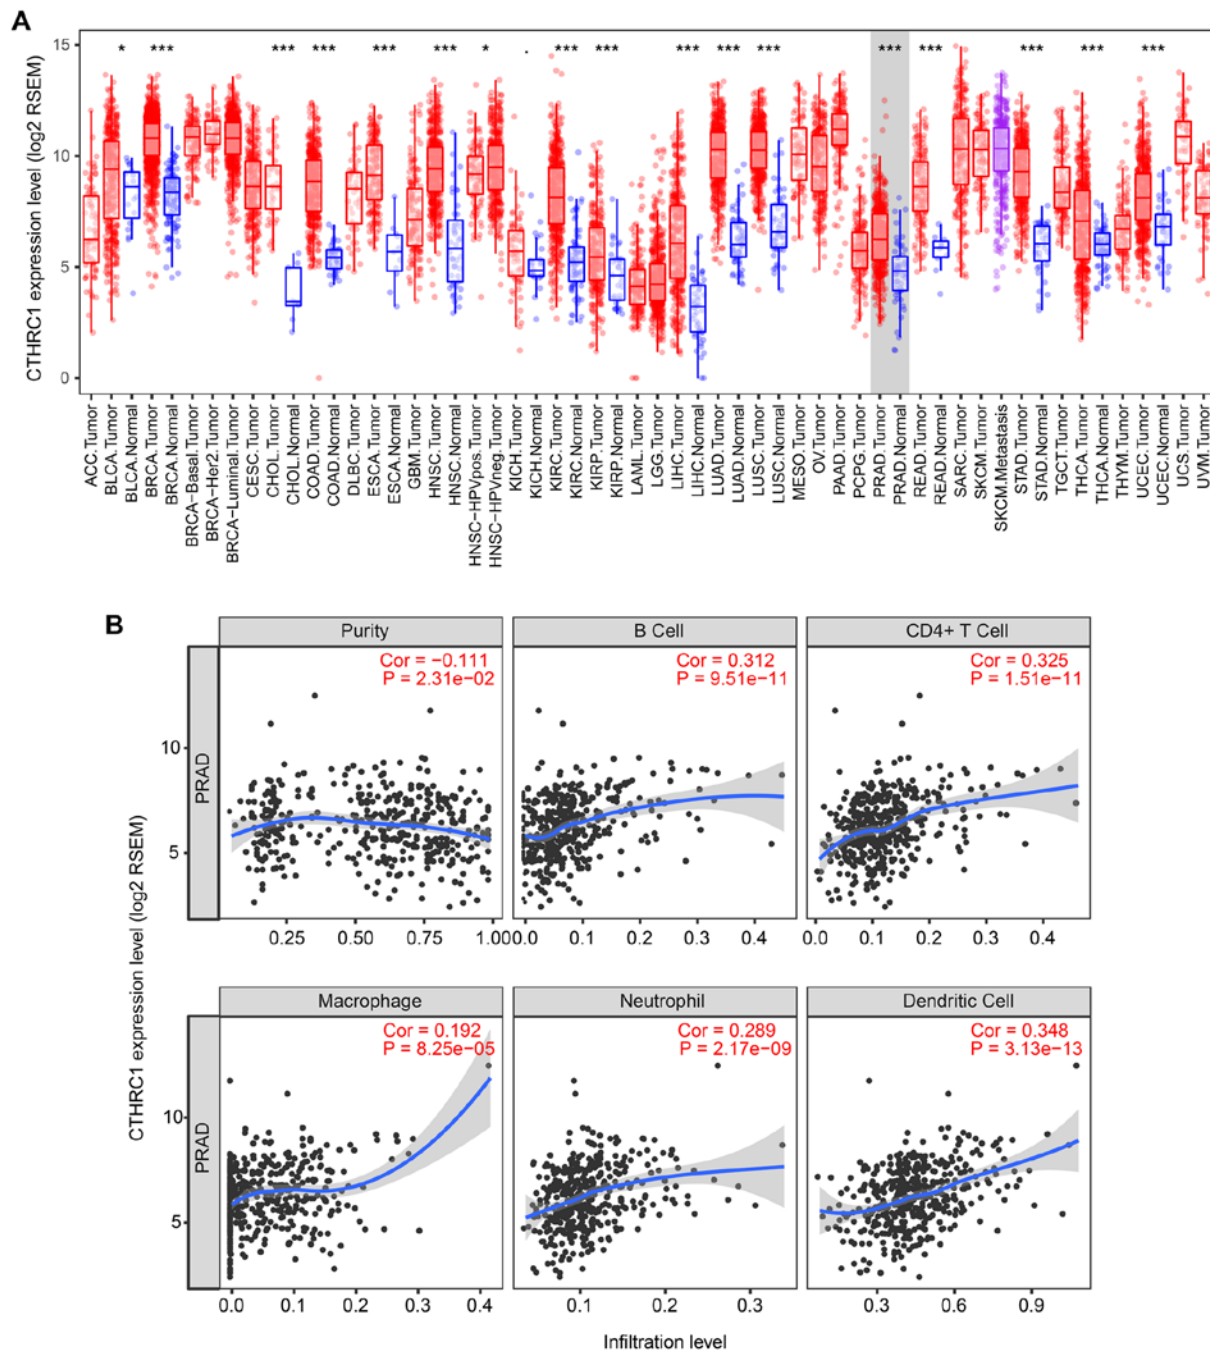 A
* *** *** *** *** *** * . *** *** *** *** *** *** *** *** *** ***
CTHRC1 expression level (log2 RSEM)
15
10
5
0
ACC.Tumor
BLCA.Tumor
BLCA.Normal
BRCA.Tumor
BRCA.Normal
BRCA-Basal.Tumor
BRCA-Her2.Tumor
BRCA-Luminal.Tumor
CESC.Tumor
CHOL.Tumor
CHOL.Normal
COAD.Tumor
COAD.Normal
DLBC.Tumor
ESCA.Tumor
ESCA.Normal
GBM.Tumor
HNSC.Tumor
HNSC.Normal
HNSC-HPVpos.Tumor
HNSC-HPVneg.Tumor
KICH.Tumor
KICH.Normal
KIRC.Tumor
KIRC.Normal
KIRP.Tumor
KIRP.Normal
LAML.Tumor
LGG.Tumor
LIHC.Tumor
LIHC.Normal
LUAD.Tumor
LUAD.Normal
LUSC.Tumor
LUSC.Normal
MESO.Tumor
OV.Tumor
PAAD.Tumor
PCPG.Tumor
PRAD.Tumor
PRAD.Normal
READ.Tumor
READ.Normal
SARC.Tumor
SKCM.Tumor
SKCM.Metastasis
STAD.Tumor
STAD.Normal
TGCT.Tumor
THCA.Tumor
THCA.Normal
THYM.Tumor
UCEC.Tumor
UCEC.Normal
UCS.Tumor
UVM.Tumor
B
CTHRC1 expression level (log2 RSEM)
Purity
B Cell
CD4+ T Cell
PRAD
Cor = −0.111
P = 2.31e−02
Cor = 0.312
P = 9.51e−11
Cor = 0.325
P = 1.51e−11
10
5
0.25 0.50 0.75 1.00
0.0 0.1 0.2 0.3 0.4
0.0 0.1 0.2 0.3 0.4
Macrophage
Neutrophil
Dendritic Cell
PRAD
Cor = 0.192
P = 8.25e−05
Cor = 0.289
P = 2.17e−09
Cor = 0.348
P = 3.13e−13
10
5
0.0 0.1 0.2 0.3 0.4
0.1 0.2 0.3
0.3 0.6 0.9
Infiltration level